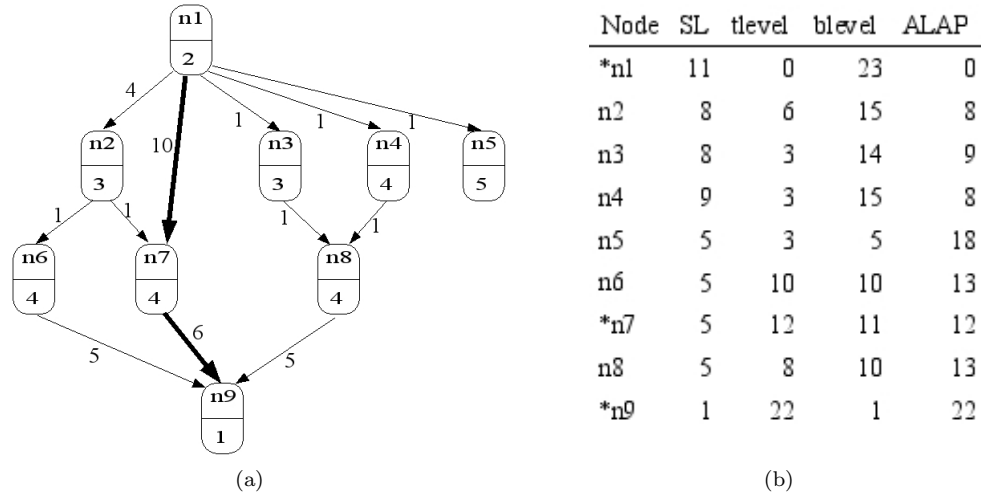 n1
2
4
10
1
1
1
n2
3
n3
3
n4
4
n5
5
1
1
1
1
n6
4
n7
4
n8
4
5
6
5
n9
1
(a)
Node SL tlevel blevel ALAP
*n1 11 0 23 0
n2 8 6 15 8
n3 8 3 14 9
n4 9 3 15 8
n5 5 3 5 18
n6 5 10 10 13
*n7 5 12 11 12
n8 5 8 10 13
*n9 1 22 1 22
(b)